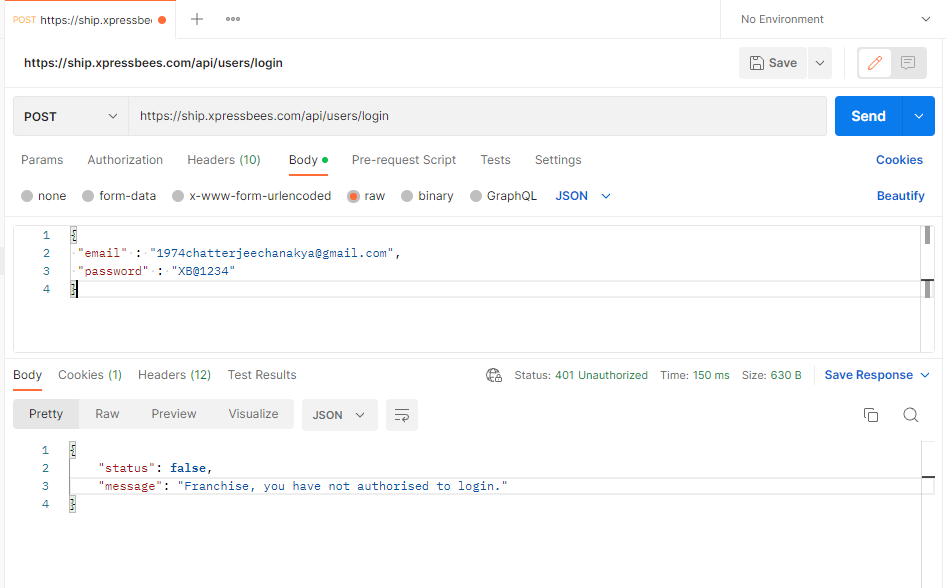 POST https://ship.xpressbe
No Environment
https://ship.xpressbees.com/api/users/login
Save
POST https://ship.xpressbees.com/api/users/login Send
Params Authorization Headers (10) Body Pre-request Script Tests Settings Cookies
none form-data x-www-form-urlencoded raw binary GraphQL JSON Beautify
1 {
2 "email" : "1974chatterjeechanakya@gmail.com",
3 "password" : "XB@1234"
4 }
Body Cookies (1) Headers (12) Test Results Status: 401 Unauthorized Time: 150 ms Size: 630 B Save Response
Pretty Raw Preview Visualize JSON
1 {
2 "status": false,
3 "message": "Franchise, you have not authorised to login."
4 }